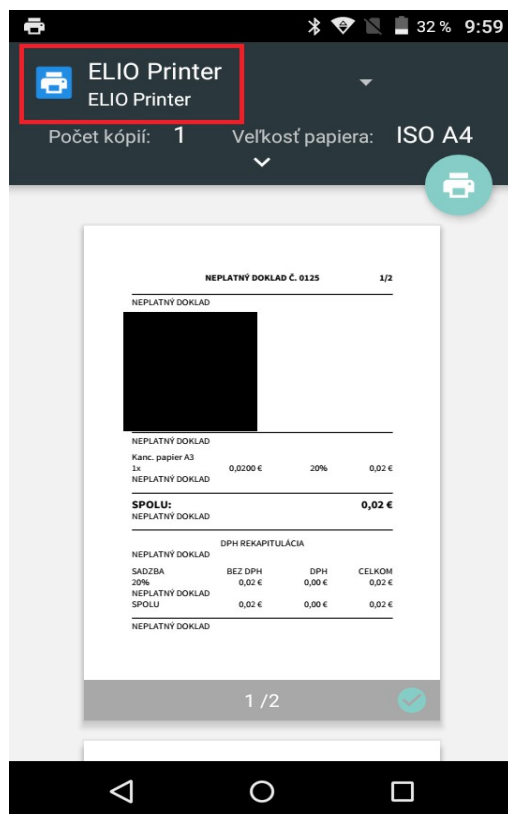 32 % 9:59
ELIO Printer
ELIO Printer
Počet kópií: 1 Veľkosť papiera: ISO A4
NEPLATNÝ DOKLAD Č. 0125 1/2
NEPLATNÝ DOKLAD
NEPLATNÝ DOKLAD
Kanc. papier A3
1x 0,0200 € 20% 0,02 €
NEPLATNÝ DOKLAD
SPOLU: 0,02 €
NEPLATNÝ DOKLAD
DPH REKAPITULÁCIA
NEPLATNÝ DOKLAD
SADZBA BEZ DPH DPH CELKOM
20% 0,02 € 0,00 € 0,02 €
NEPLATNÝ DOKLAD
SPOLU 0,02 € 0,00 € 0,02 €
NEPLATNÝ DOKLAD
1 /2